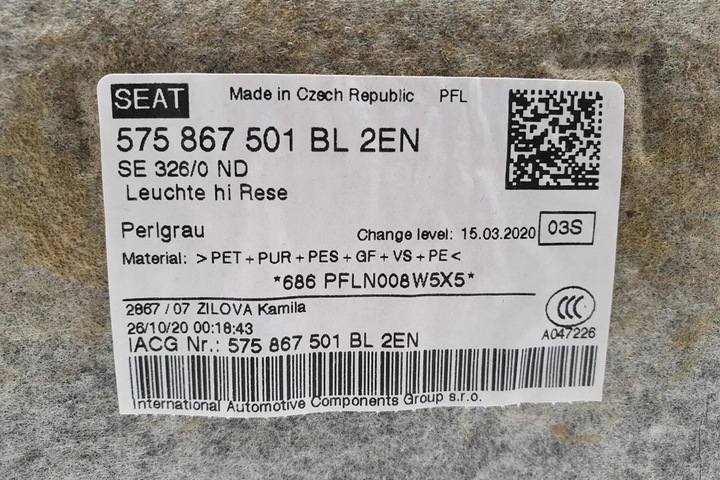 SEAT Made in Czech Republic PFL
575 867 501 BL 2EN
SE 326/0 ND
Leuchte hi Rese
Perlgrau Change level: 15.03.2020 03S
Material: >PET+PUR+PES+GF+VS+PE<
*686 PFLN008W5X5*
2867 / 07 ZILOVA Kamila
26/10/20 00:18:43
CCC
A047226
IACG Nr.: 575 867 501 BL 2EN
International Automotive Components Group s.r.o.